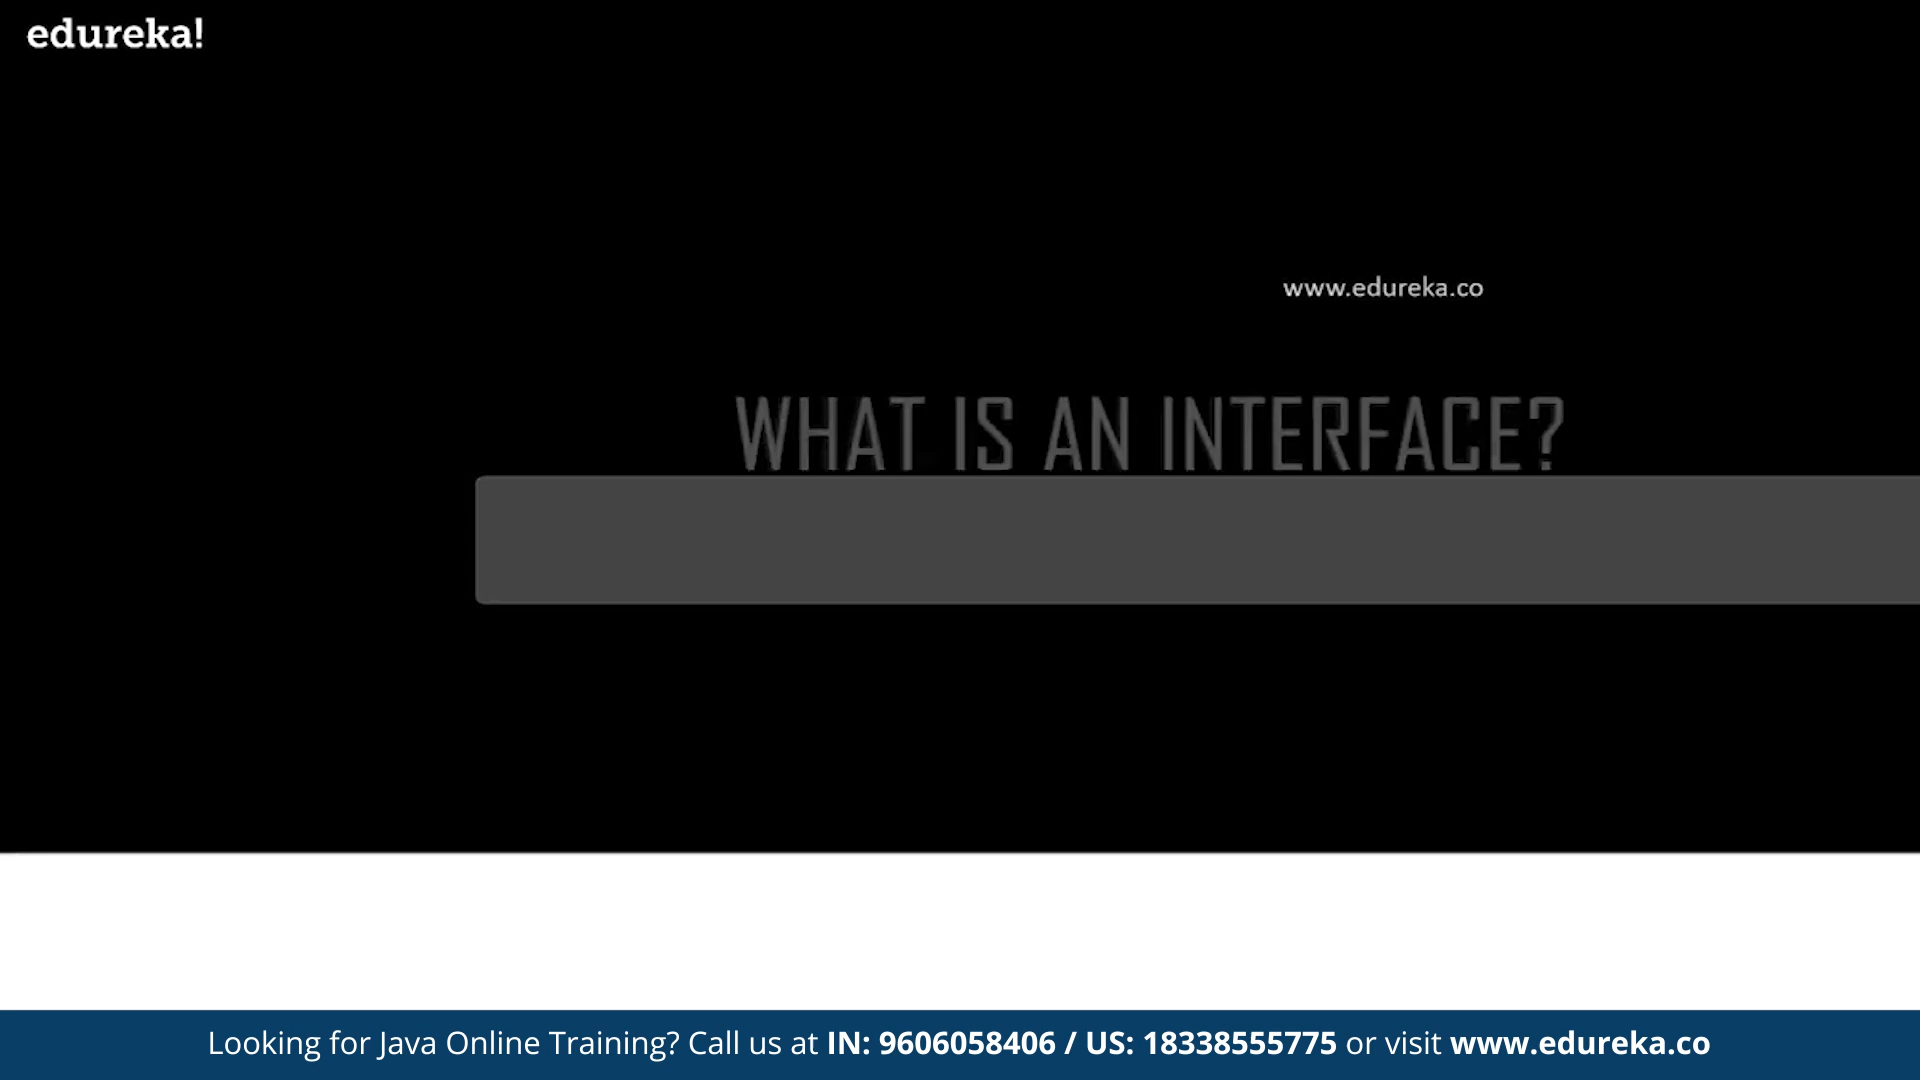 edureka!
www.edureka.co
WHAT IS AN INTERFACE?
Looking for Java Online Training? Call us at IN: 9606058406 / US: 18338555775 or visit www.edureka.co